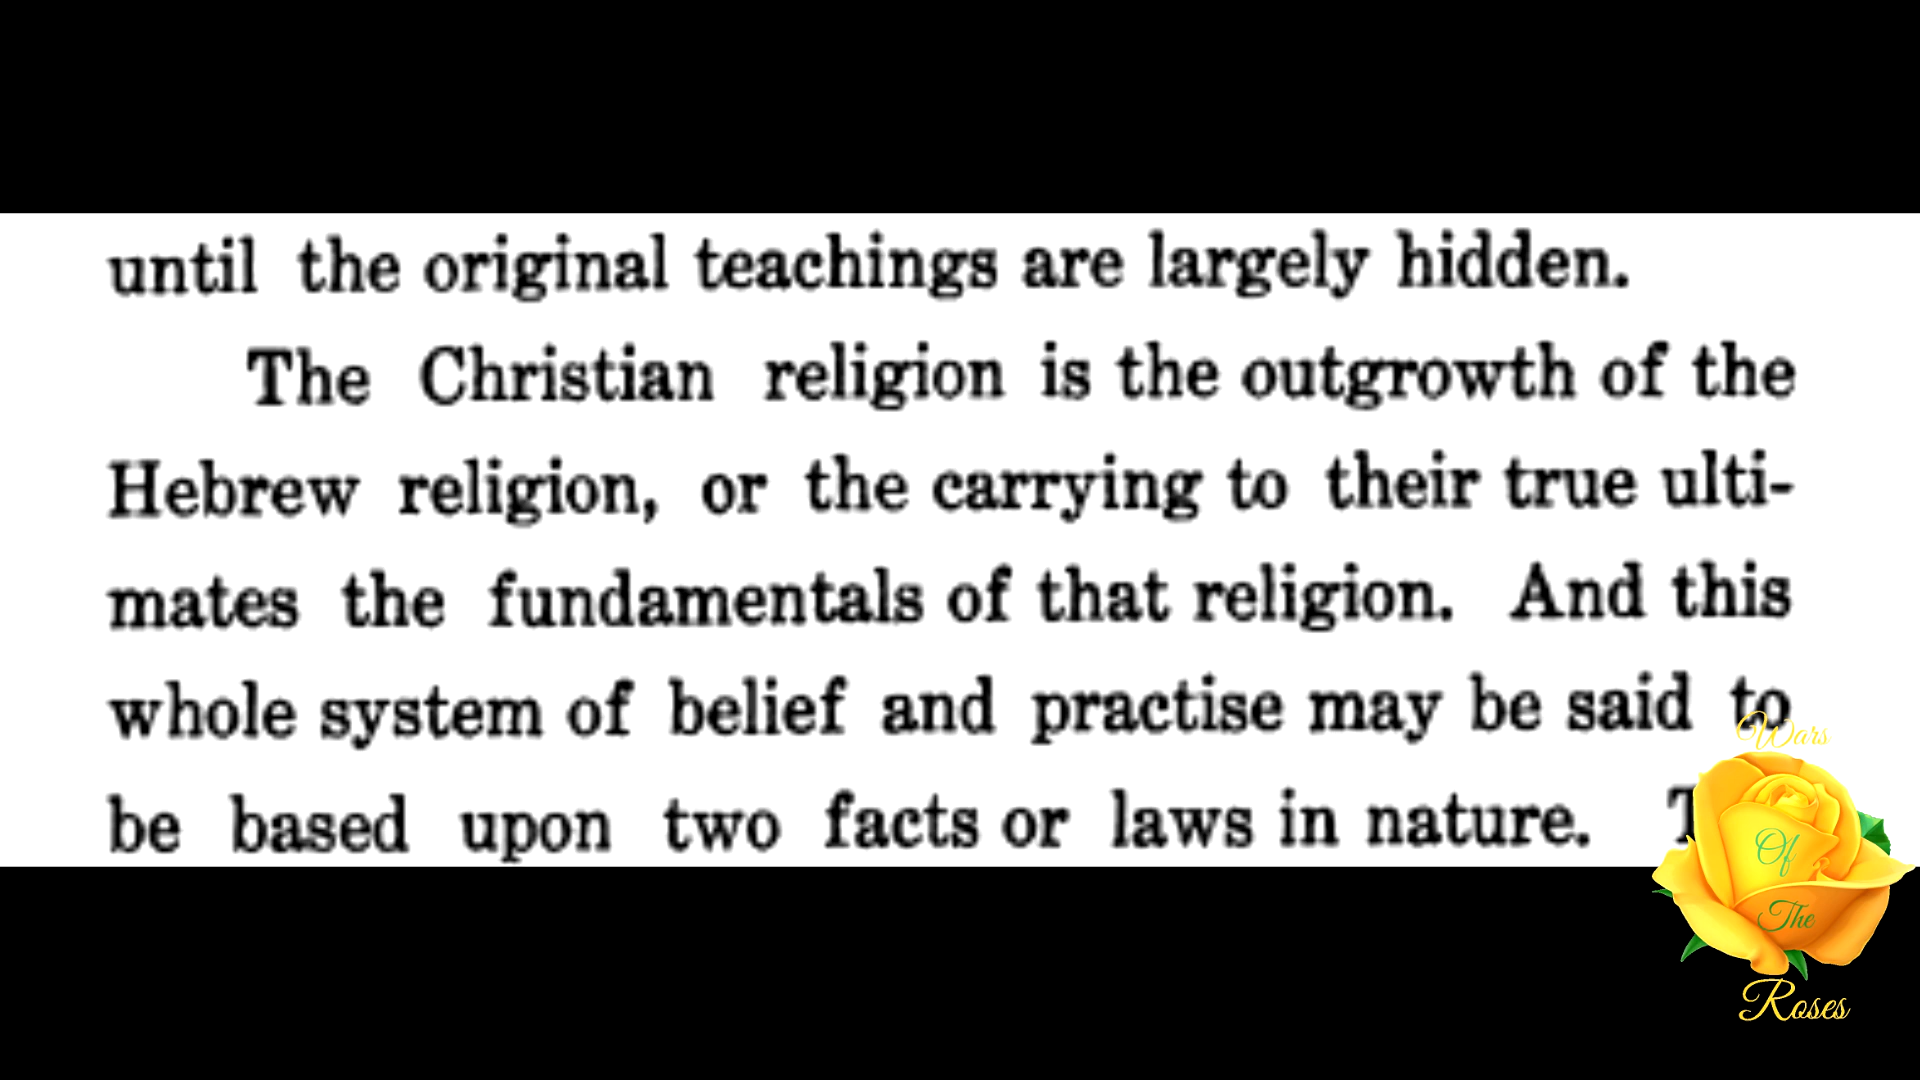 until the original teachings are largely hidden.
The Christian religion is the outgrowth of the
Hebrew religion, or the carrying to their true ulti-
mates the fundamentals of that religion. And this
whole system of belief and practise may be said to
be based upon two facts or laws in nature.
Wars
Of
The
Roses